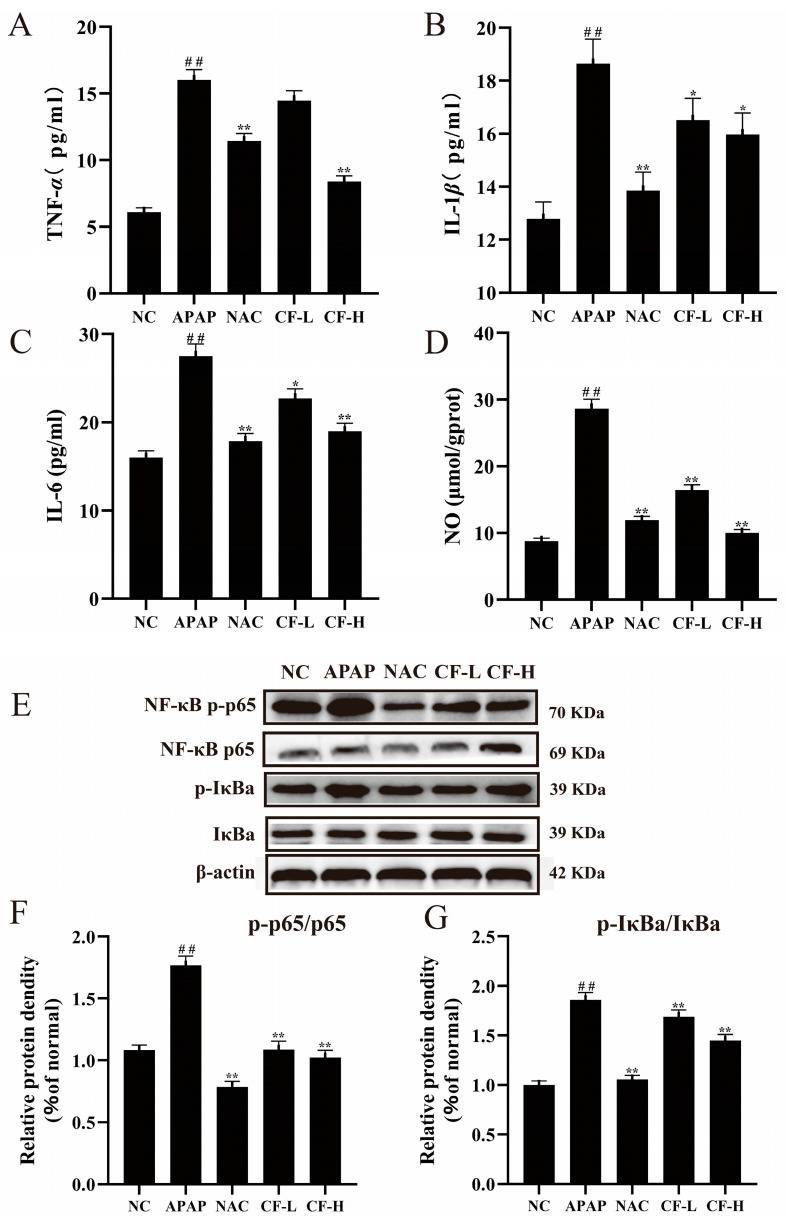 A
TNF-α( pg/ml)
20
15
10
5
0
##
**
**
NC APAP NAC CF-L CF-H
B
IL-1β( pg/ml)
20
18
16
14
12
10
##
**
*
*
NC APAP NAC CF-L CF-H
C
IL-6 (pg/ml)
30
20
10
0
##
**
*
**
NC APAP NAC CF-L CF-H
D
NO (μmol/gprot)
40
30
20
10
0
##
**
**
**
NC APAP NAC CF-L CF-H
E
NC APAP NAC CF-L CF-H
NF-κB p-p65 70 KDa
NF-κB p65 69 KDa
p-IκBa 39 KDa
IκBa 39 KDa
β-actin 42 KDa
F
p-p65/p65
Relative protein dendity
(%of normal)
2.0
1.5
1.0
0.5
0.0
##
**
**
**
NC APAP NAC CF-L CF-H
G
p-IκBa/IκBa
Relative protein dendity
(%of normal)
2.5
2.0
1.5
1.0
0.5
0.0
##
**
**
**
NC APAP NAC CF-L CF-H